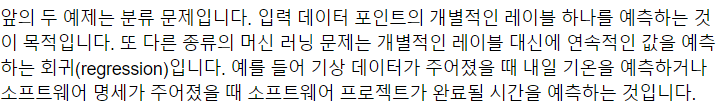 앞의 두 예제는 분류 문제입니다. 입력 데이터 포인트의 개별적인 레이블 하나를 예측하는 것
이 목적입니다. 또 다른 종류의 머신 러닝 문제는 개별적인 레이블 대신에 연속적인 값을 예측
하는 회귀(regression)입니다. 예를 들어 기상 데이터가 주어졌을 때 내일 기온을 예측하거나
소프트웨어 명세가 주어졌을 때 소프트웨어 프로젝트가 완료될 시간을 예측하는 것입니다.